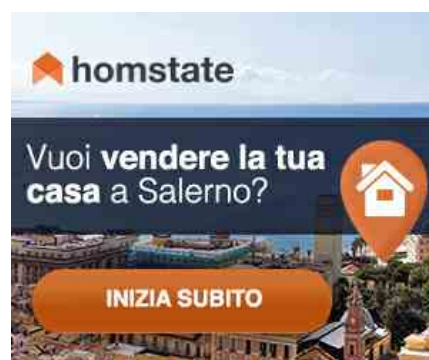 homstate
Vuoi vendere la tua
casa a Salerno?
INIZIA SUBITO